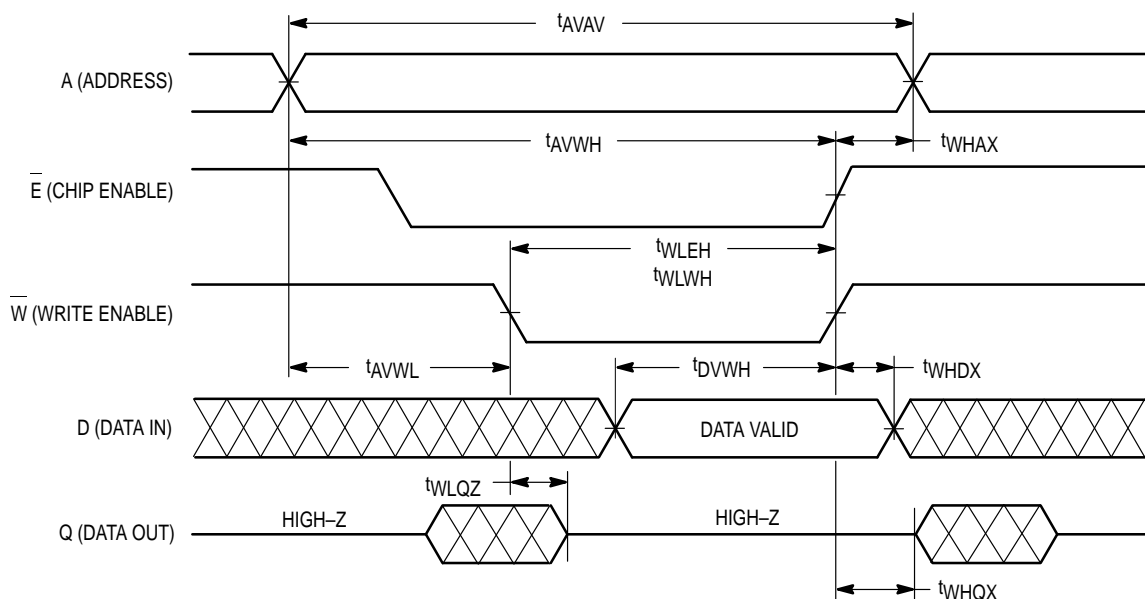 tAVAV
A (ADDRESS)
tAVWH
tWHAX
E (CHIP ENABLE)
tWLEH
tWLWH
W (WRITE ENABLE)
tAVWL
tDVWH
tWHDX
D (DATA IN)
DATA VALID
tWLQZ
HIGH–Z
HIGH–Z
Q (DATA OUT)
tWHQX